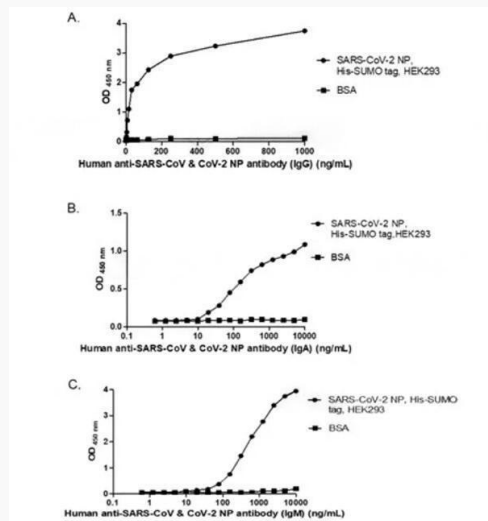 A.
4
3
2
1
0
OD 450 nm
0 200 400 600 800 1000
Human anti-SARS-CoV & CoV-2 NP antibody (IgG) (ng/mL)
SARS-CoV-2 NP,
His-SUMO tag, HEK293
BSA
B.
1.5
1.0
0.5
0.0
OD 450 nm
0.1 1 10 100 1000 10000
Human anti-SARS-CoV & CoV-2 NP antibody (IgA) (ng/mL)
SARS-CoV-2 NP,
His-SUMO tag,HEK293
BSA
C.
4
3
2
1
0
OD 450 nm
0.1 1 10 100 1000 10000
Human anti-SARS-CoV & CoV-2 NP antibody (IgM) (ng/mL)
SARS-CoV-2 NP, His-SUMO
tag, HEK293
BSA